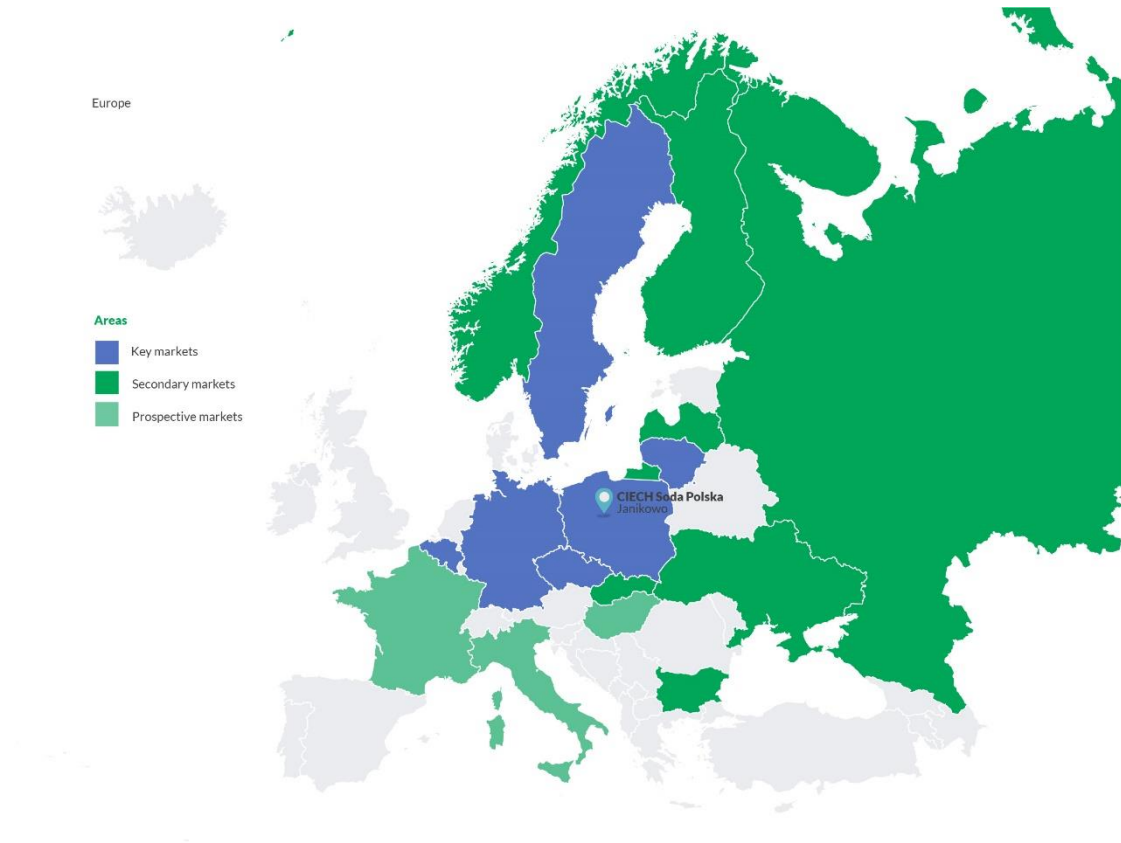 Europe
Areas
Key markets
Secondary markets
Prospective markets
CIECH Soda Polska
Janikowo